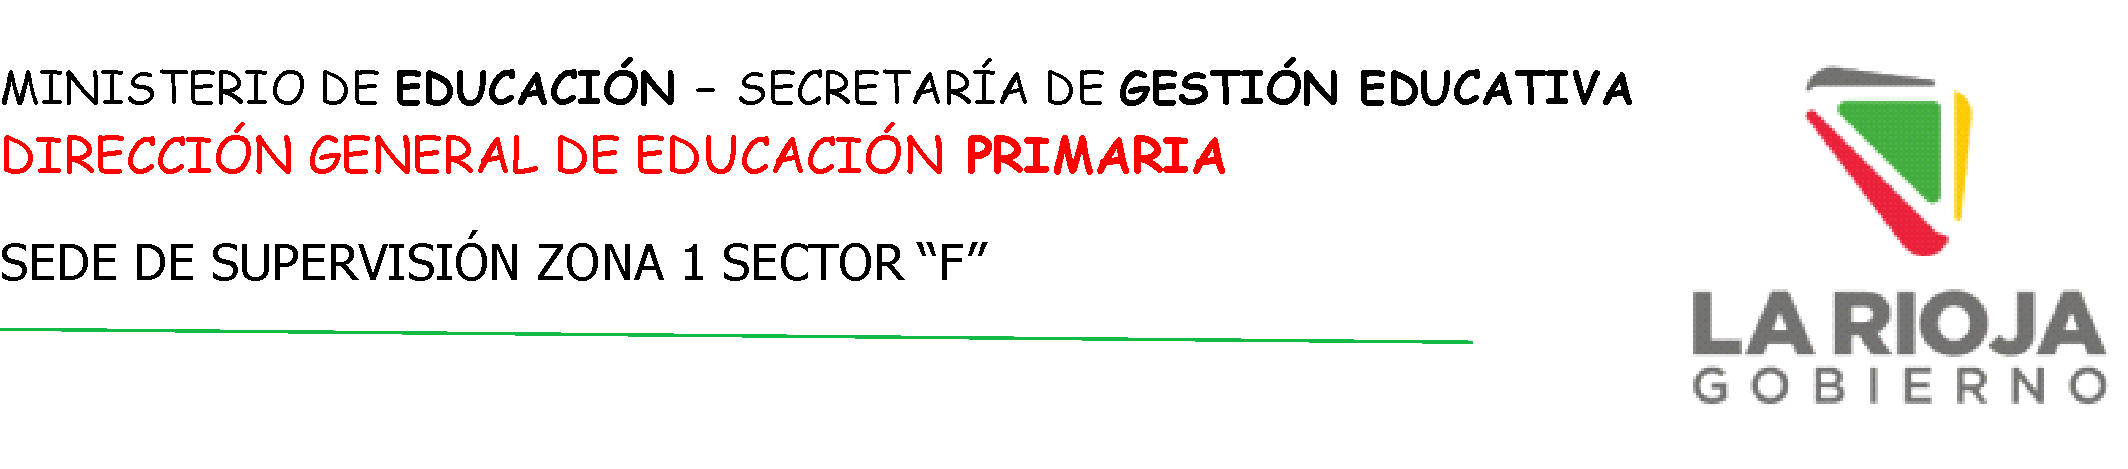 MINISTERIO DE EDUCACIÓN – SECRETARÍA DE GESTIÓN EDUCATIVA
DIRECCIÓN GENERAL DE EDUCACIÓN PRIMARIA
SEDE DE SUPERVISIÓN ZONA 1 SECTOR “F”
LA RIOJA
GOBIERNO